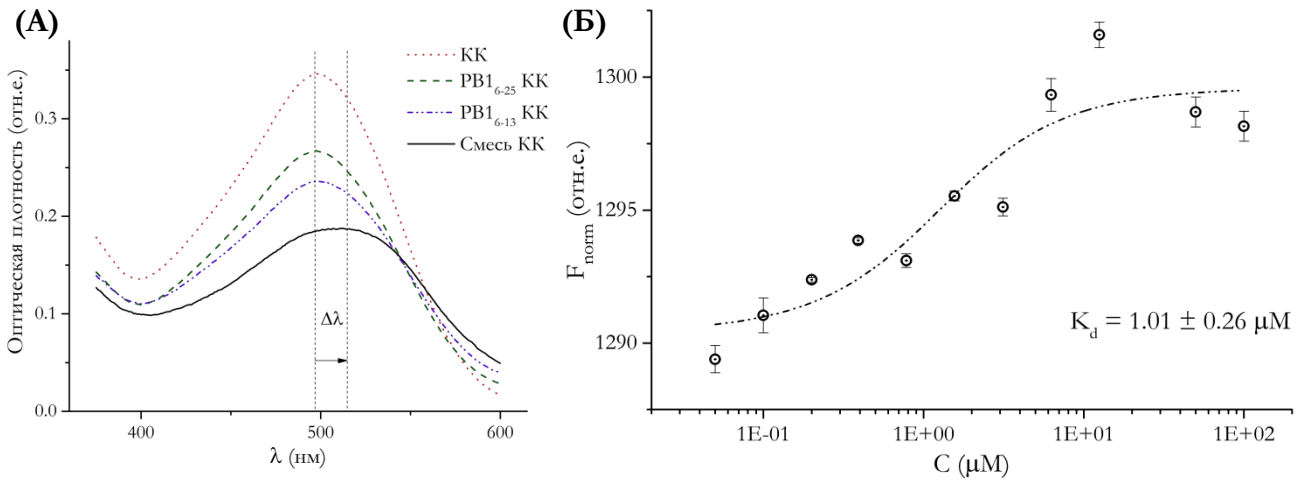 (А)
Оптическая плотность (отн.е.)
0.3
0.2
0.1
0.0
400
500
600
λ (нм)
КК
PB1₆₋₂₅ КК
PB1₆₋₁₃ КК
Смесь КК
Δλ
(Б)
F_norm (отн.е.)
1300
1295
1290
1E-01
1E+00
1E+01
1E+02
C (μM)
K_d = 1.01 ± 0.26 μM